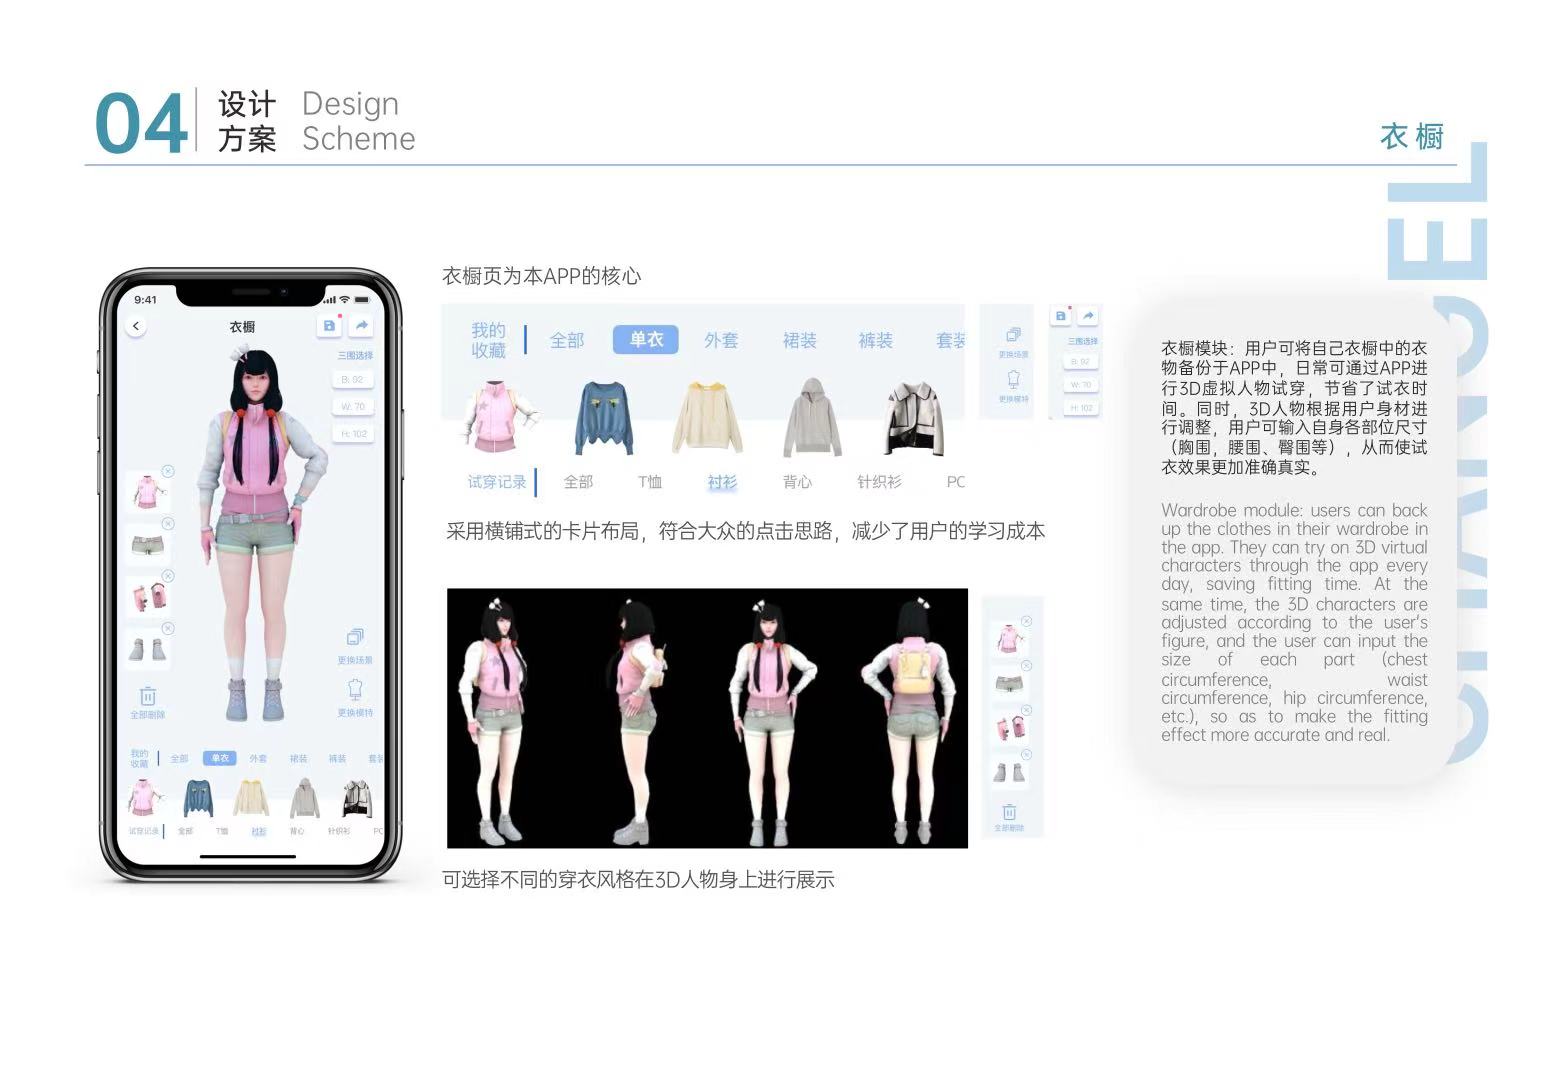 04
设计
方案
Design
Scheme
衣橱
9:41
衣橱
三围选择
B: 92
W: 70
H: 102
更换场景
更换模特
全部删除
我的
收藏
全部
单衣
外套
裙装
裤装
套装
试穿记录
全部
T恤
衬衫
背心
针织衫
PC
衣橱页为本APP的核心
我的
收藏
全部
单衣
外套
裙装
裤装
套装
试穿记录
全部
T恤
衬衫
背心
针织衫
PC
更换场景
更换模特
三围选择
B: 92
W: 70
H: 102
采用横铺式的卡片布局，符合大众的点击思路，减少了用户的学习成本
全部删除
可选择不同的穿衣风格在3D人物身上进行展示
衣橱模块：用户可将自己衣橱中的衣
物备份于APP中，日常可通过APP进
行3D虚拟人物试穿，节省了试衣时
间。同时，3D人物根据用户身材进
行调整，用户可输入自身各部位尺寸
（胸围，腰围、臀围等），从而使试
衣效果更加准确真实。
Wardrobe module: users can back
up the clothes in their wardrobe in
the app. They can try on 3D virtual
characters through the app every
day, saving fitting time. At the
same time, the 3D characters are
adjusted according to the user's
figure, and the user can input the
size of each part (chest
circumference, waist
circumference, hip circumference,
etc.), so as to make the fitting
effect more accurate and real.